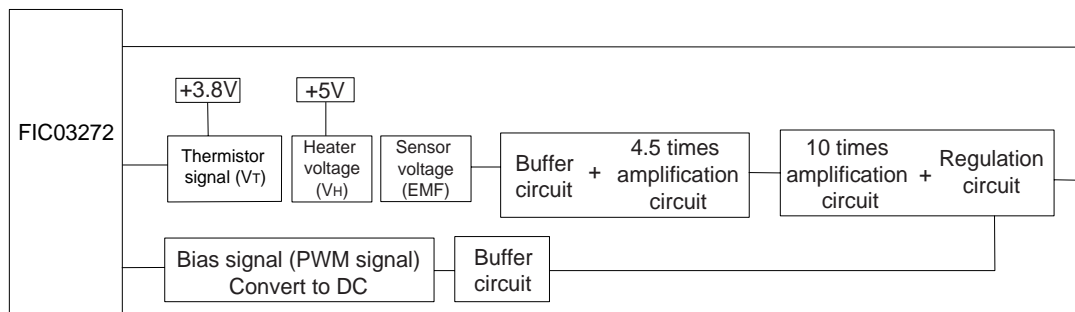 FIC03272
+3.8V
+5V
Thermistor
signal (VT)
Heater
voltage
(VH)
Sensor
voltage
(EMF)
Buffer
circuit
+
4.5 times
amplification
circuit
10 times
amplification
circuit
+
Regulation
circuit
Bias signal (PWM signal)
Convert to DC
Buffer
circuit